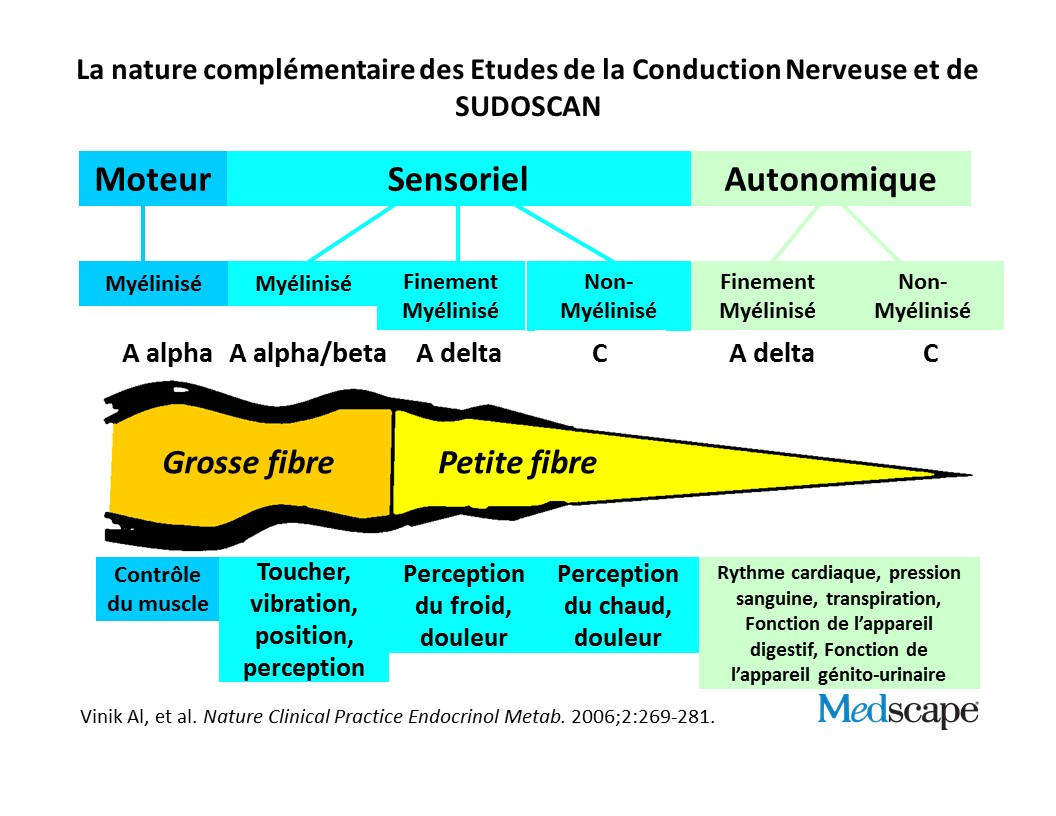 La nature complémentaire des Etudes de la Conduction Nerveuse et de
SUDOSCAN
Moteur
Sensoriel
Autonomique
Myélinisé
Myélinisé
Finement
Myélinisé
Non-
Myélinisé
Finement
Myélinisé
Non-
Myélinisé
A alpha
A alpha/beta
A delta
C
A delta
C
Grosse fibre
Petite fibre
Contrôle
du muscle
Toucher,
vibration,
position,
perception
Perception
du froid,
douleur
Perception
du chaud,
douleur
Rythme cardiaque, pression
sanguine, transpiration,
Fonction de l’appareil
digestif, Fonction de
l’appareil génito-urinaire
Vinik Al, et al. Nature Clinical Practice Endocrinol Metab. 2006;2:269-281.
Medscape